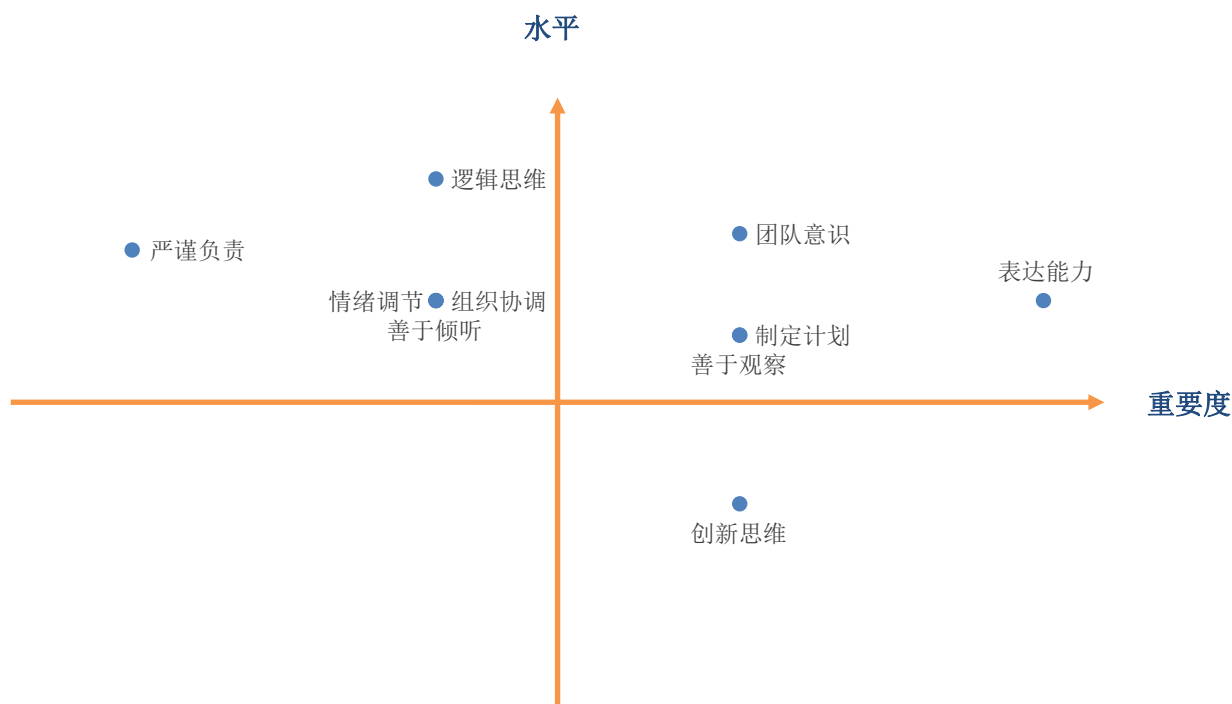 水平
逻辑思维
团队意识
严谨负责
表达能力
情绪调节 组织协调
善于倾听
制定计划
善于观察
重要度
创新思维